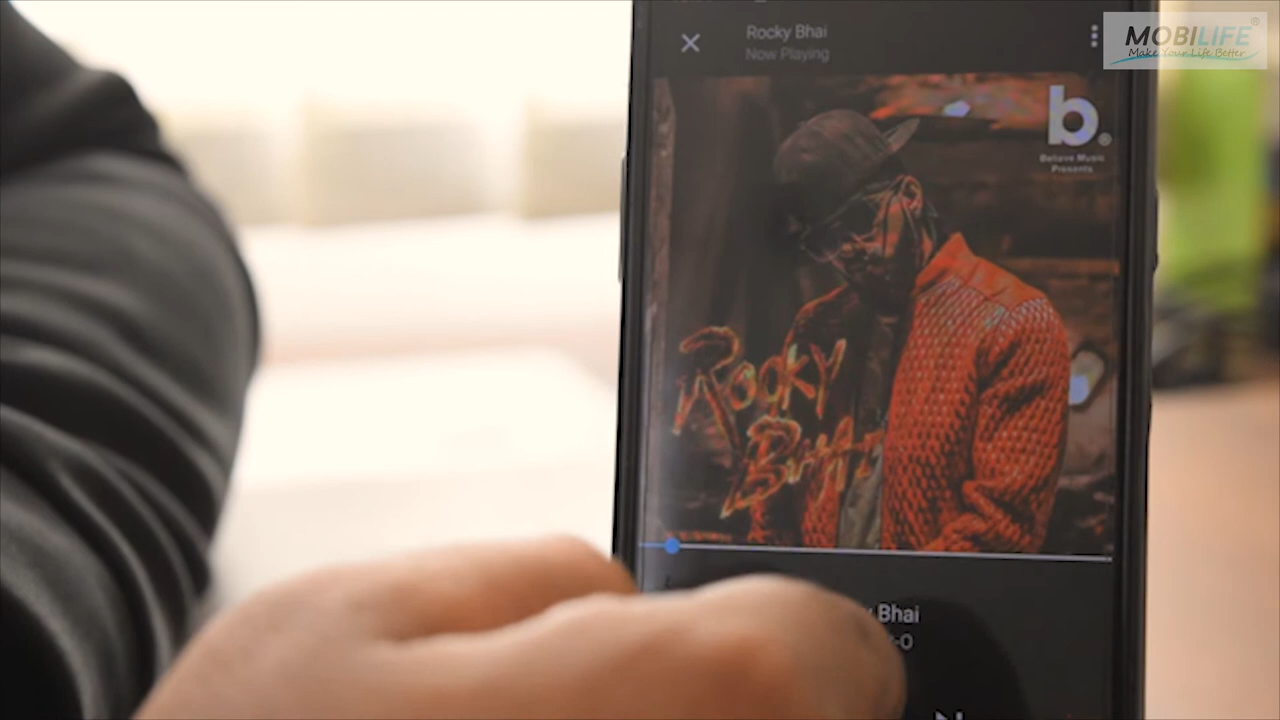 Rocky Bhai
Now Playing
MOBILIFE®
Make Your Life Better
b.
Believe Music
Presents
Rocky
Bhai
Bhai
-O